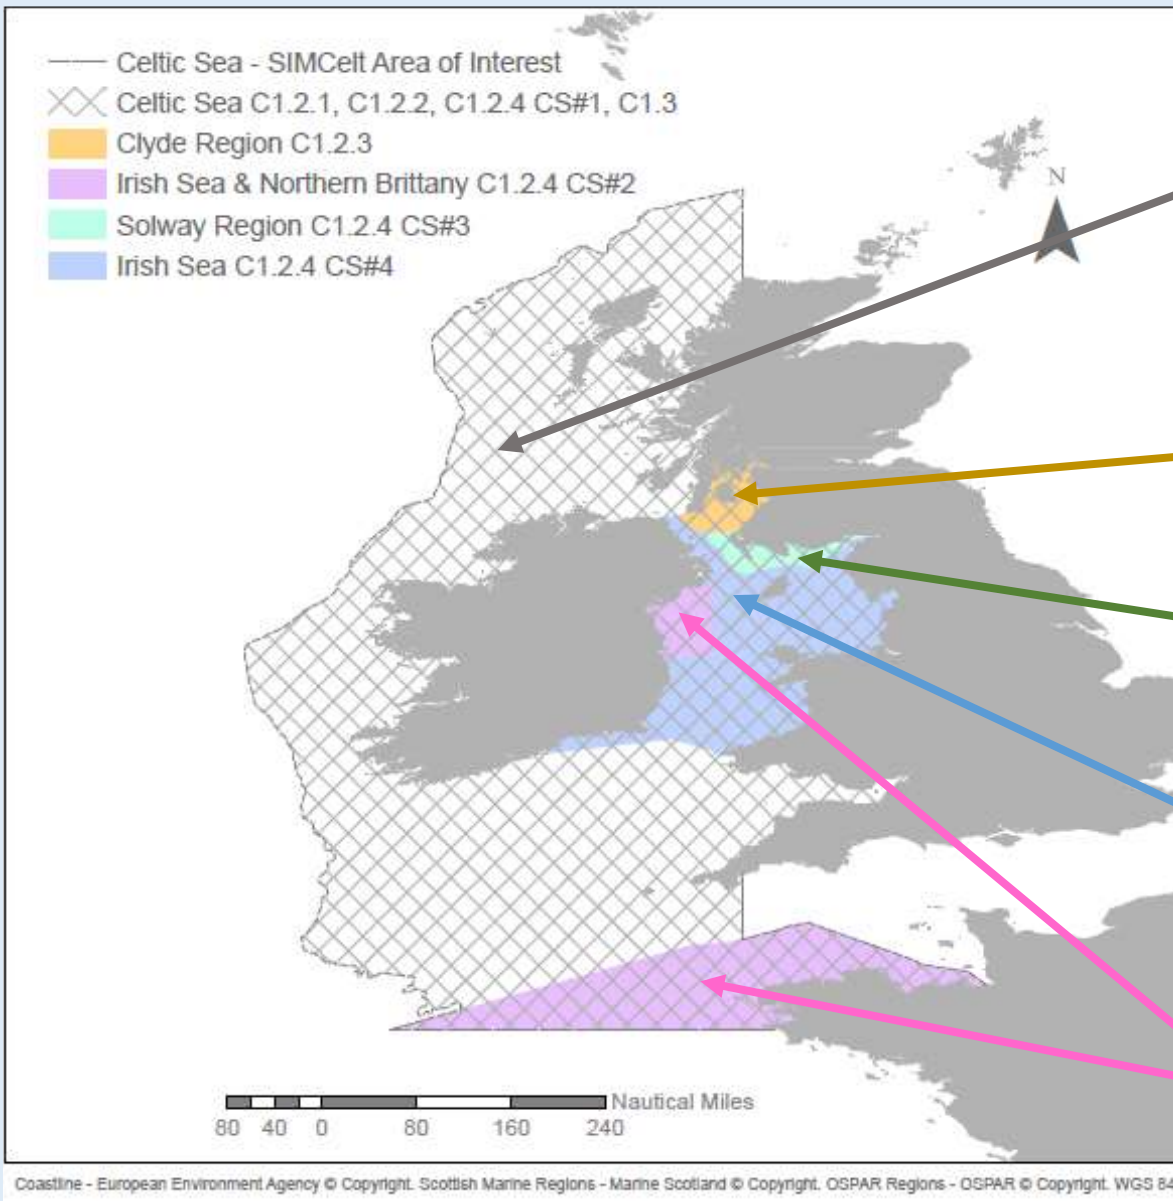 Celtic Sea - SIMCelt Area of Interest
Celtic Sea C1.2.1, C1.2.2, C1.2.4 CS#1, C1.3
Clyde Region C1.2.3
Irish Sea & Northern Brittany C1.2.4 CS#2
Solway Region C1.2.4 CS#3
Irish Sea C1.2.4 CS#4
N
Nautical Miles
80 40 0 80 160 240
Coastline - European Environment Agency © Copyright. Scottish Marine Regions - Marine Scotland © Copyright. OSPAR Regions - OSPAR © Copyright. WGS